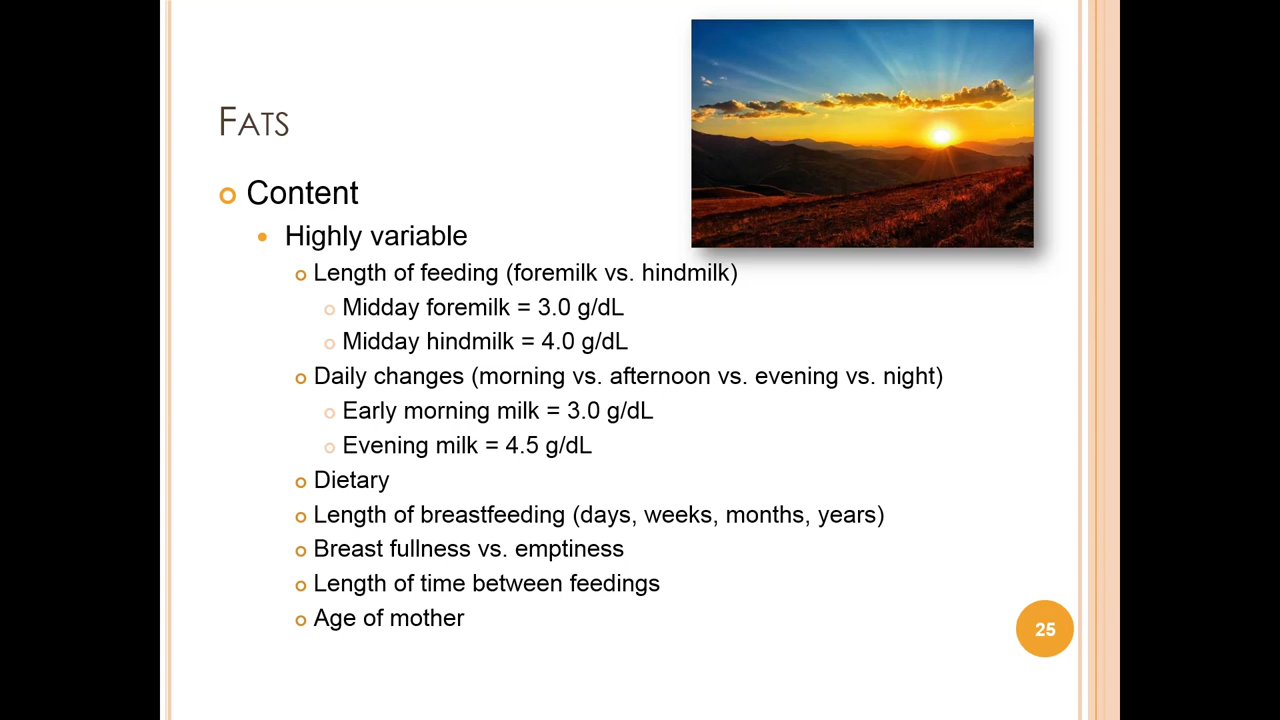 Fats
Content
Highly variable
Length of feeding (foremilk vs. hindmilk)
Midday foremilk = 3.0 g/dL
Midday hindmilk = 4.0 g/dL
Daily changes (morning vs. afternoon vs. evening vs. night)
Early morning milk = 3.0 g/dL
Evening milk = 4.5 g/dL
Dietary
Length of breastfeeding (days, weeks, months, years)
Breast fullness vs. emptiness
Length of time between feedings
Age of mother
25